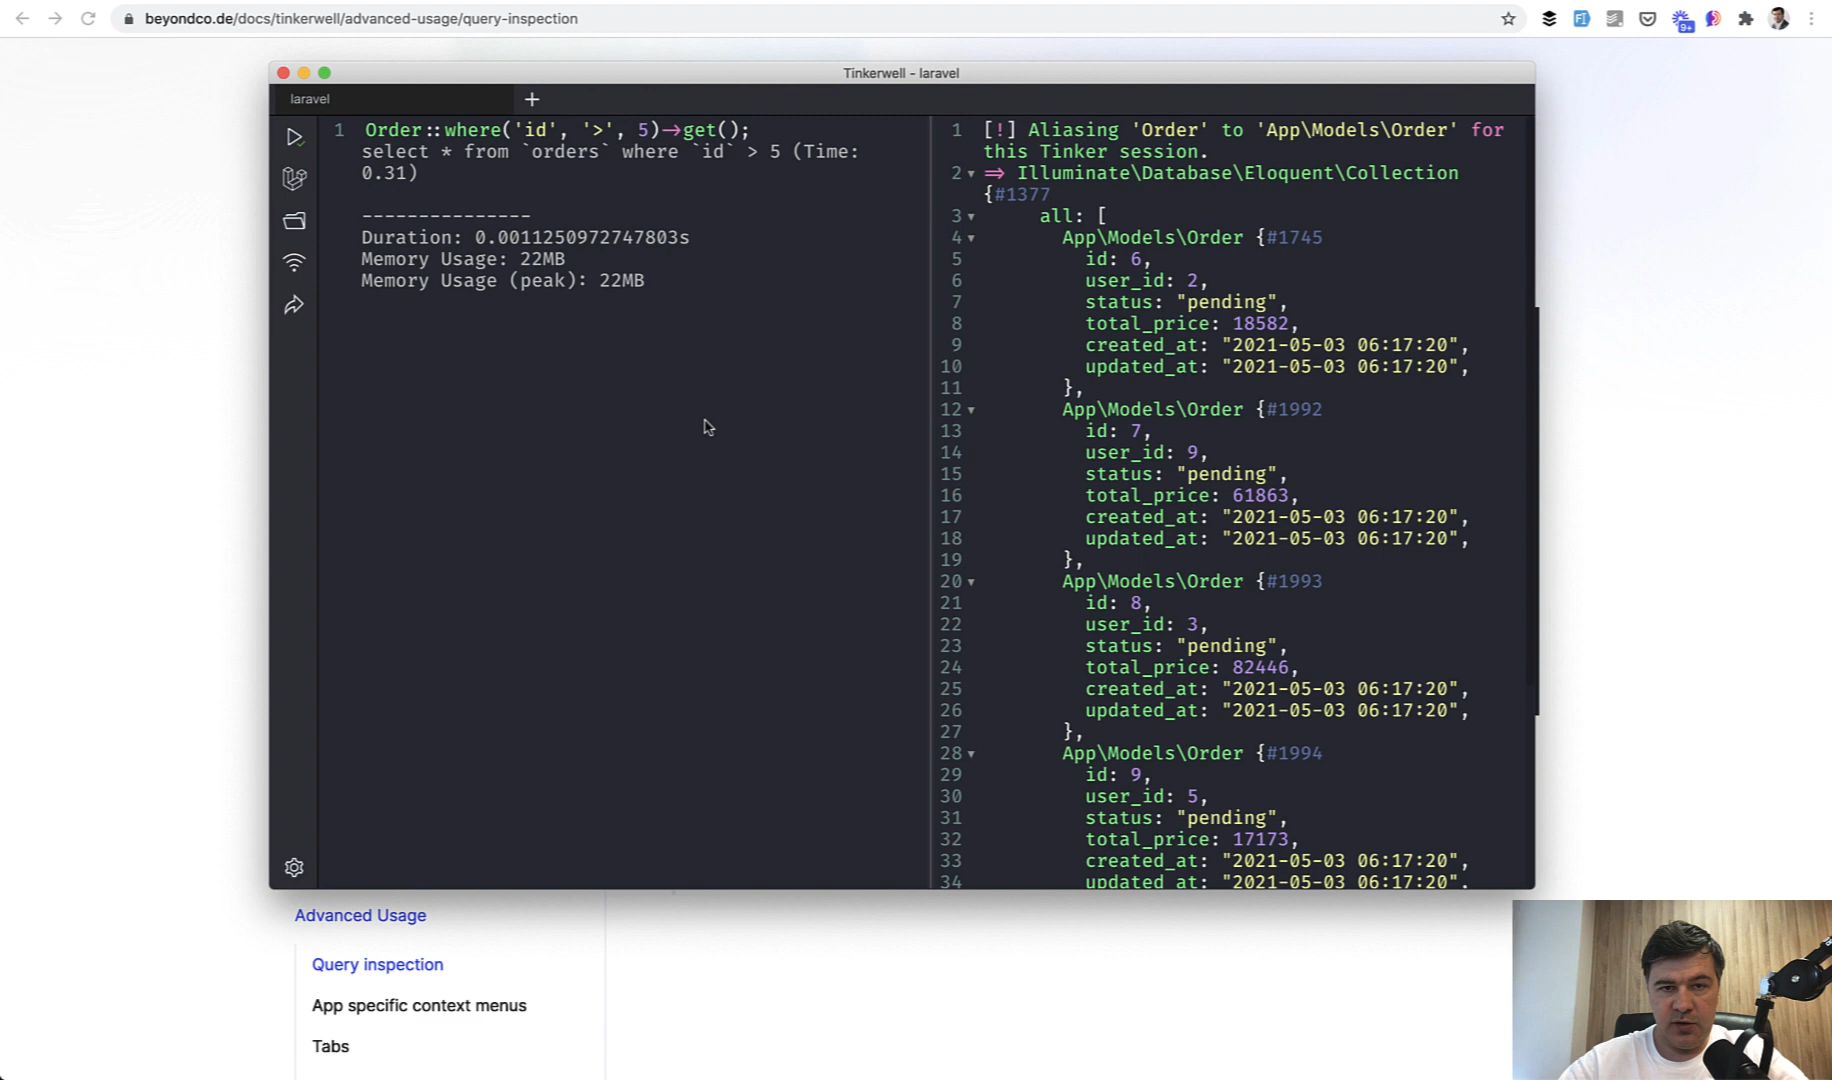 beyondco.de/docs/tinkerwell/advanced-usage/query-inspection
9+
Tinkerwell - laravel
laravel
1 Order::where('id', '>', 5)→get();
select * from `orders` where `id` > 5 (Time:
0.31)
---------------
Duration: 0.0011250972747803s
Memory Usage: 22MB
Memory Usage (peak): 22MB
1 [!] Aliasing 'Order' to 'App\Models\Order' for
this Tinker session.
2 ⇒ Illuminate\Database\Eloquent\Collection
{#1377
3 all: [
4 App\Models\Order {#1745
5 id: 6,
6 user_id: 2,
7 status: "pending",
8 total_price: 18582,
9 created_at: "2021-05-03 06:17:20",
10 updated_at: "2021-05-03 06:17:20",
11 },
12 App\Models\Order {#1992
13 id: 7,
14 user_id: 9,
15 status: "pending",
16 total_price: 61863,
17 created_at: "2021-05-03 06:17:20",
18 updated_at: "2021-05-03 06:17:20",
19 },
20 App\Models\Order {#1993
21 id: 8,
22 user_id: 3,
23 status: "pending",
24 total_price: 82446,
25 created_at: "2021-05-03 06:17:20",
26 updated_at: "2021-05-03 06:17:20",
27 },
28 App\Models\Order {#1994
29 id: 9,
30 user_id: 5,
31 status: "pending",
32 total_price: 17173,
33 created_at: "2021-05-03 06:17:20",
34 updated_at: "2021-05-03 06:17:20",
Advanced Usage
Query inspection
App specific context menus
Tabs